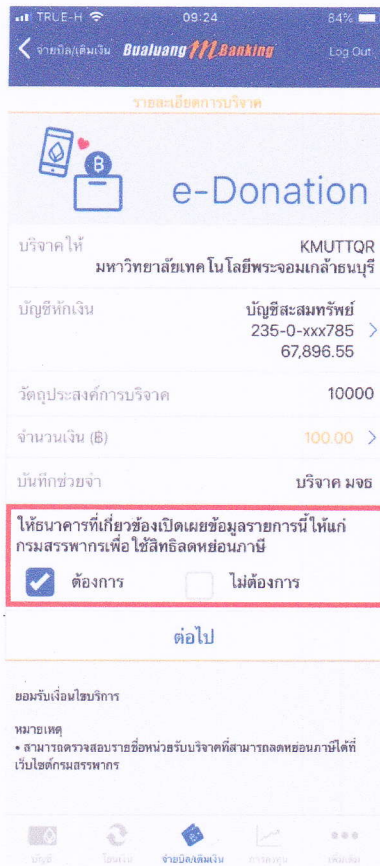 TRUE-H 09:24 84%
จ่ายบิล/เติมเงิน Bualuang mBanking Log Out
รายละเอียดการบริจาค
B
e-Donation
บริจาคให้ KMUTTQR
มหาวิทยาลัยเทคโนโลยีพระจอมเกล้าธนบุรี
บัญชีหักเงิน บัญชีสะสมทรัพย์
235-0-xxx785
67,896.55
วัตถุประสงค์การบริจาค 10000
จำนวนเงิน (฿) 100.00
บันทึกช่วยจำ บริจาค มจธ
ให้ธนาคารที่เกี่ยวข้องเปิดเผยข้อมูลรายการนี้ให้แก่
กรมสรรพากรเพื่อใช้สิทธิลดหย่อนภาษี
ต้องการ ไม่ต้องการ
ต่อไป
ยอมรับเงื่อนไขบริการ
หมายเหตุ
• สามารถตรวจสอบรายชื่อหน่วยรับบริจาคที่สามารถลดหย่อนภาษีได้ที่
เว็บไซต์กรมสรรพากร
บัญชี โอนเงิน จ่ายบิล/เติมเงิน การลงทุน เพิ่มเติม